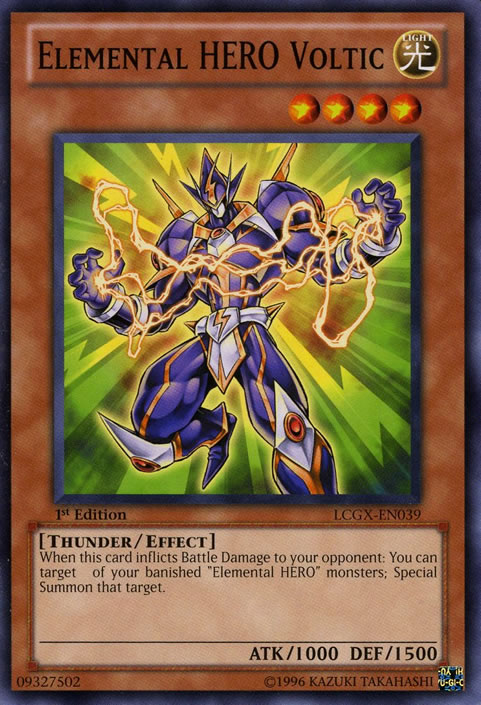 ELEMENTAL HERO VOLTIC
LIGHT
光
1st Edition
LCGX-EN039
[THUNDER/EFFECT]
When this card inflicts Battle Damage to your opponent: You can
target of your banished "Elemental HERO" monsters; Special
Summon that target.
ATK/1000 DEF/1500
09327502
©1996 KAZUKI TAKAHASHI